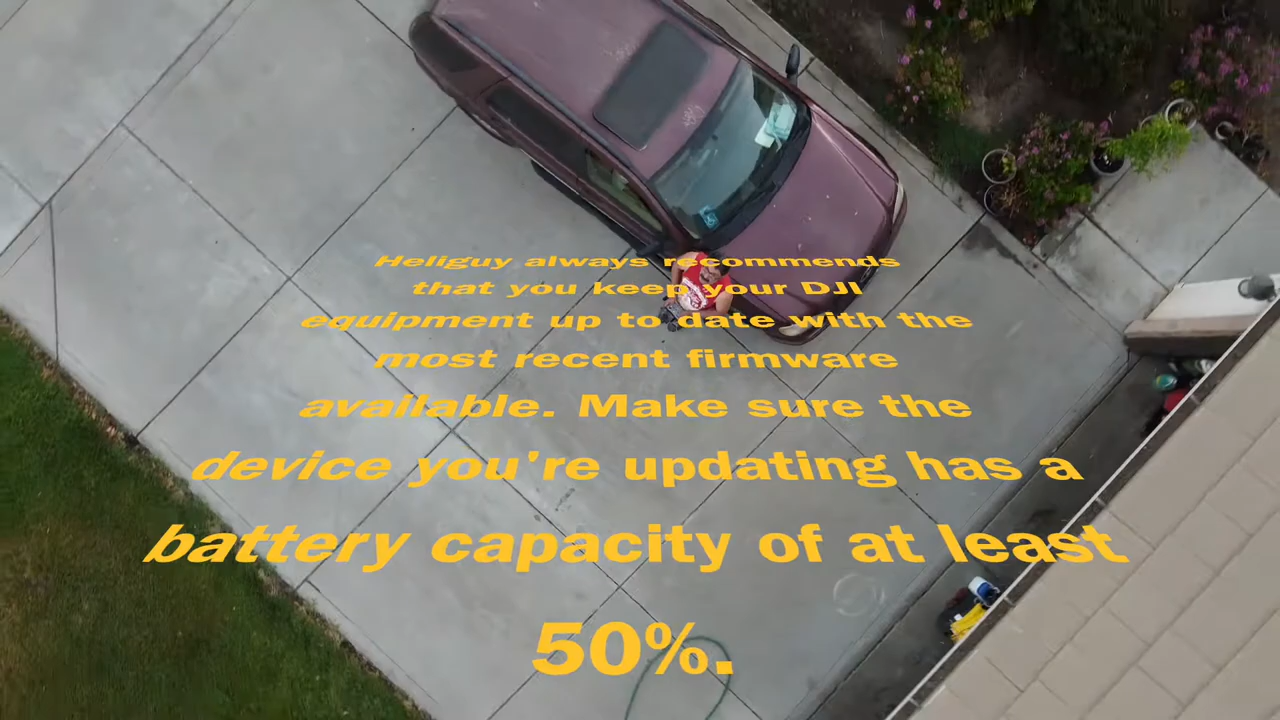 Heliguy always recommends
that you keep your DJI
equipment up to date with the
most recent firmware
available. Make sure the
device you're updating has a
battery capacity of at least
50%.